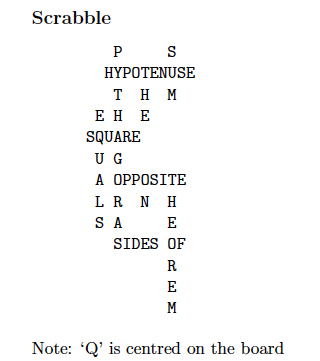 Scrabble
   P     S
  HYPOTENUSE
   T  H  M
 E H  E
SQUARE
 U G
 A OPPOSITE
 L R  N  H
 S A     E
   SIDES OF
         R
         E
         M
Note: ‘Q’ is centred on the board